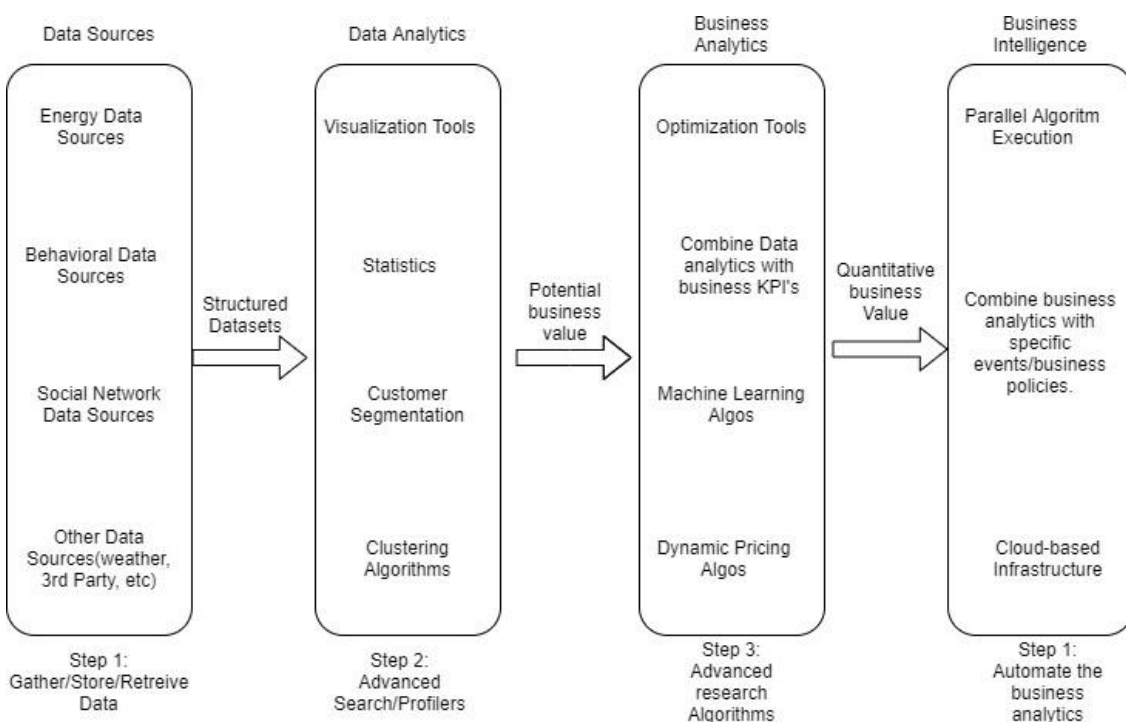 Data Sources
Energy Data
Sources
Behavioral Data
Sources
Social Network
Data Sources
Other Data
Sources(weather,
3rd Party, etc)
Step 1:
Gather/Store/Retreive
Data
Structured
Datasets
Data Analytics
Visualization Tools
Statistics
Customer
Segmentation
Clustering
Algorithms
Step 2:
Advanced
Search/Profilers
Potential
business
value
Business
Analytics
Optimization Tools
Combine Data
analytics with
business KPI's
Machine Learning
Algos
Dynamic Pricing
Algos
Step 3:
Advanced
research
Algorithms
Quantitative
business
Value
Business
Intelligence
Parallel Algoritm
Execution
Combine business
analytics with
specific
events/business
policies.
Cloud-based
Infrastructure
Step 1:
Automate the
business
analytics